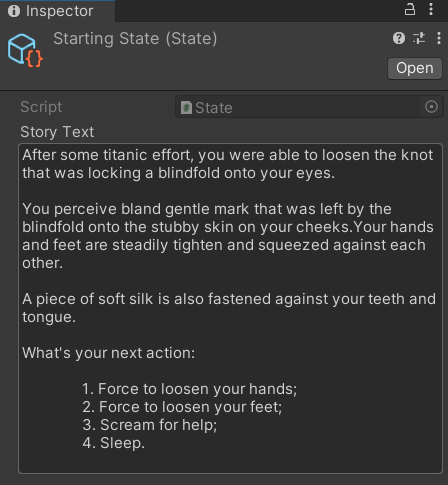 Inspector
Starting State (State)
Open
Script
State
Story Text
After some titanic effort, you were able to loosen the knot
that was locking a blindfold onto your eyes.
You perceive bland gentle mark that was left by the
blindfold onto the stubby skin on your cheeks.Your hands
and feet are steadily tighten and squeezed against each
other.
A piece of soft silk is also fastened against your teeth and
tongue.
What's your next action:
1. Force to loosen your hands;
2. Force to loosen your feet;
3. Scream for help;
4. Sleep.